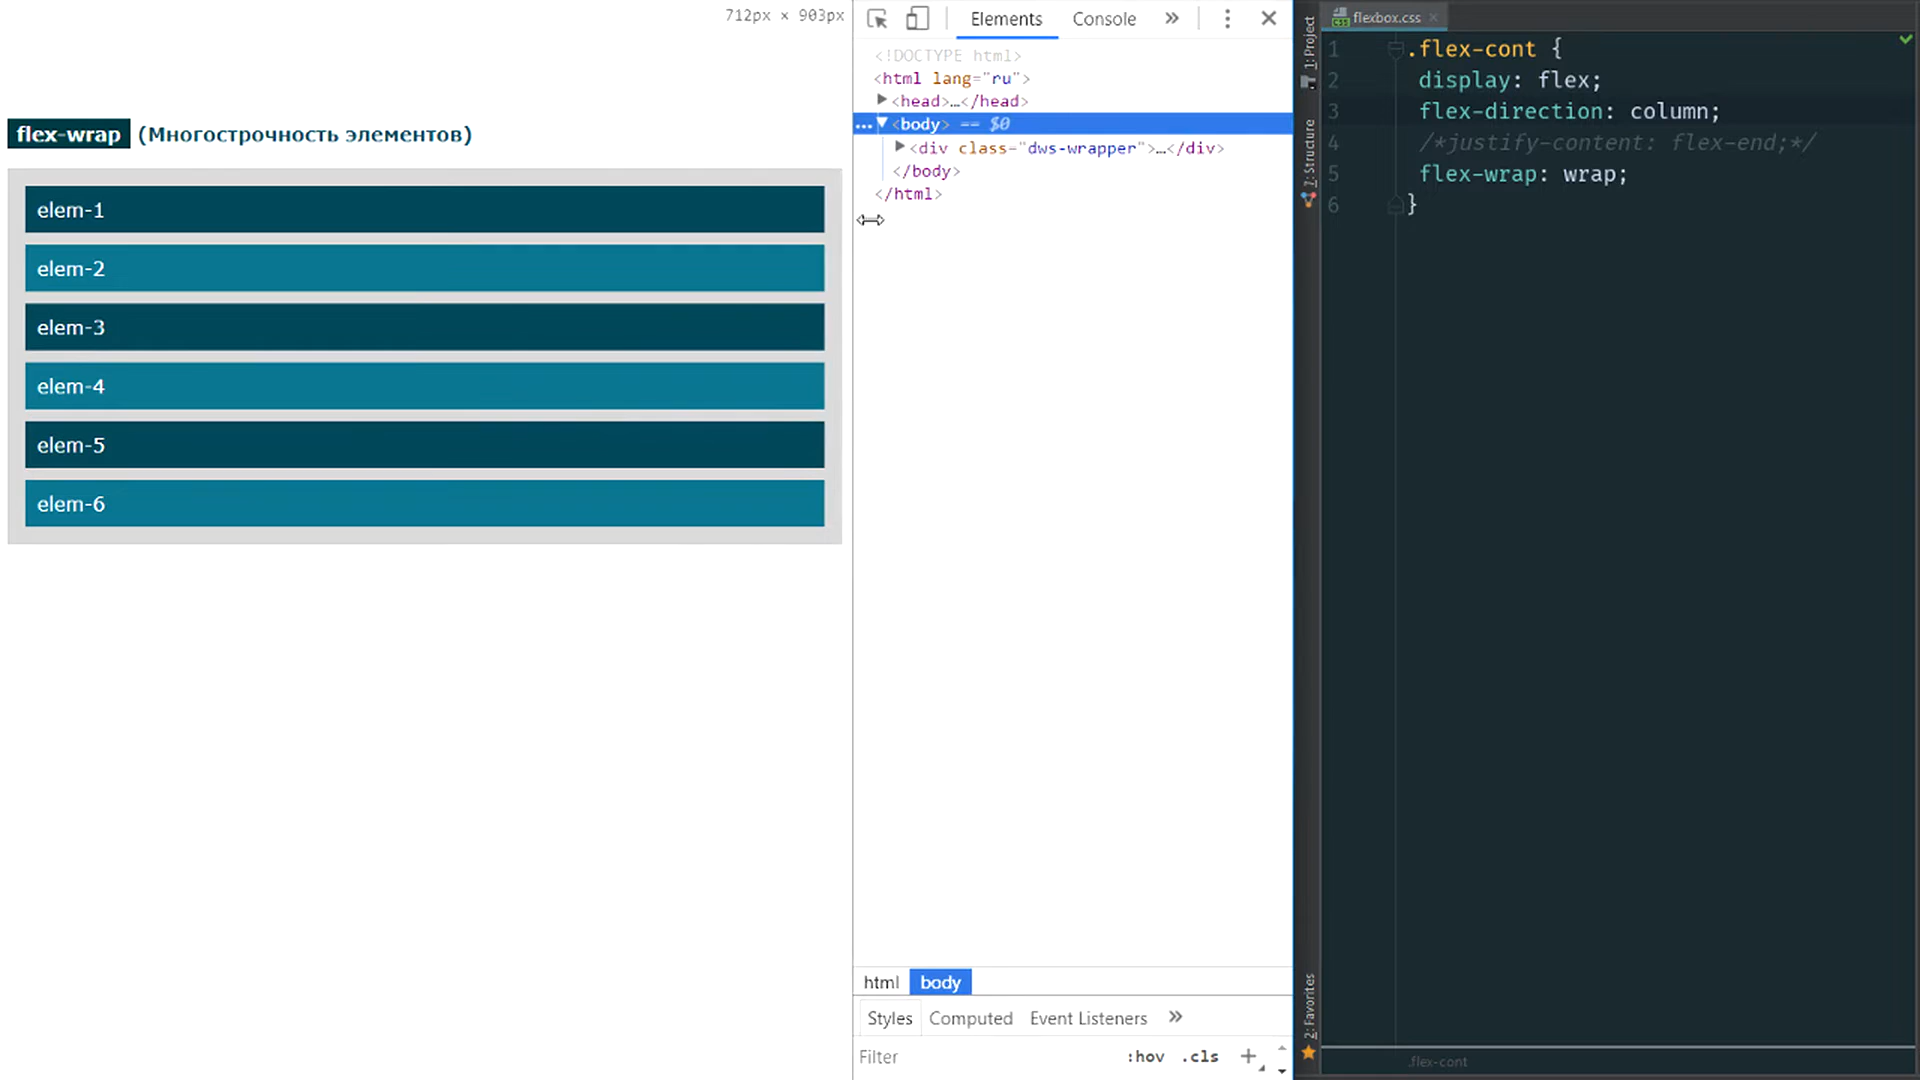 712px × 903px
flex-wrap (Многострочность элементов)
elem-1
elem-2
elem-3
elem-4
elem-5
elem-6
Elements Console »
<!DOCTYPE html>
<html lang="ru">
<head>…</head>
… <body> == $0
<div class="dws-wrapper">…</div>
</body>
</html>
html body
Styles Computed Event Listeners »
Filter :hov .cls +
1: Project
7: Structure
2: Favorites
flexbox.css ×
1 .flex-cont {
2 display: flex;
3 flex-direction: column;
4 /*justify-content: flex-end;*/
5 flex-wrap: wrap;
6 }
.flex-cont